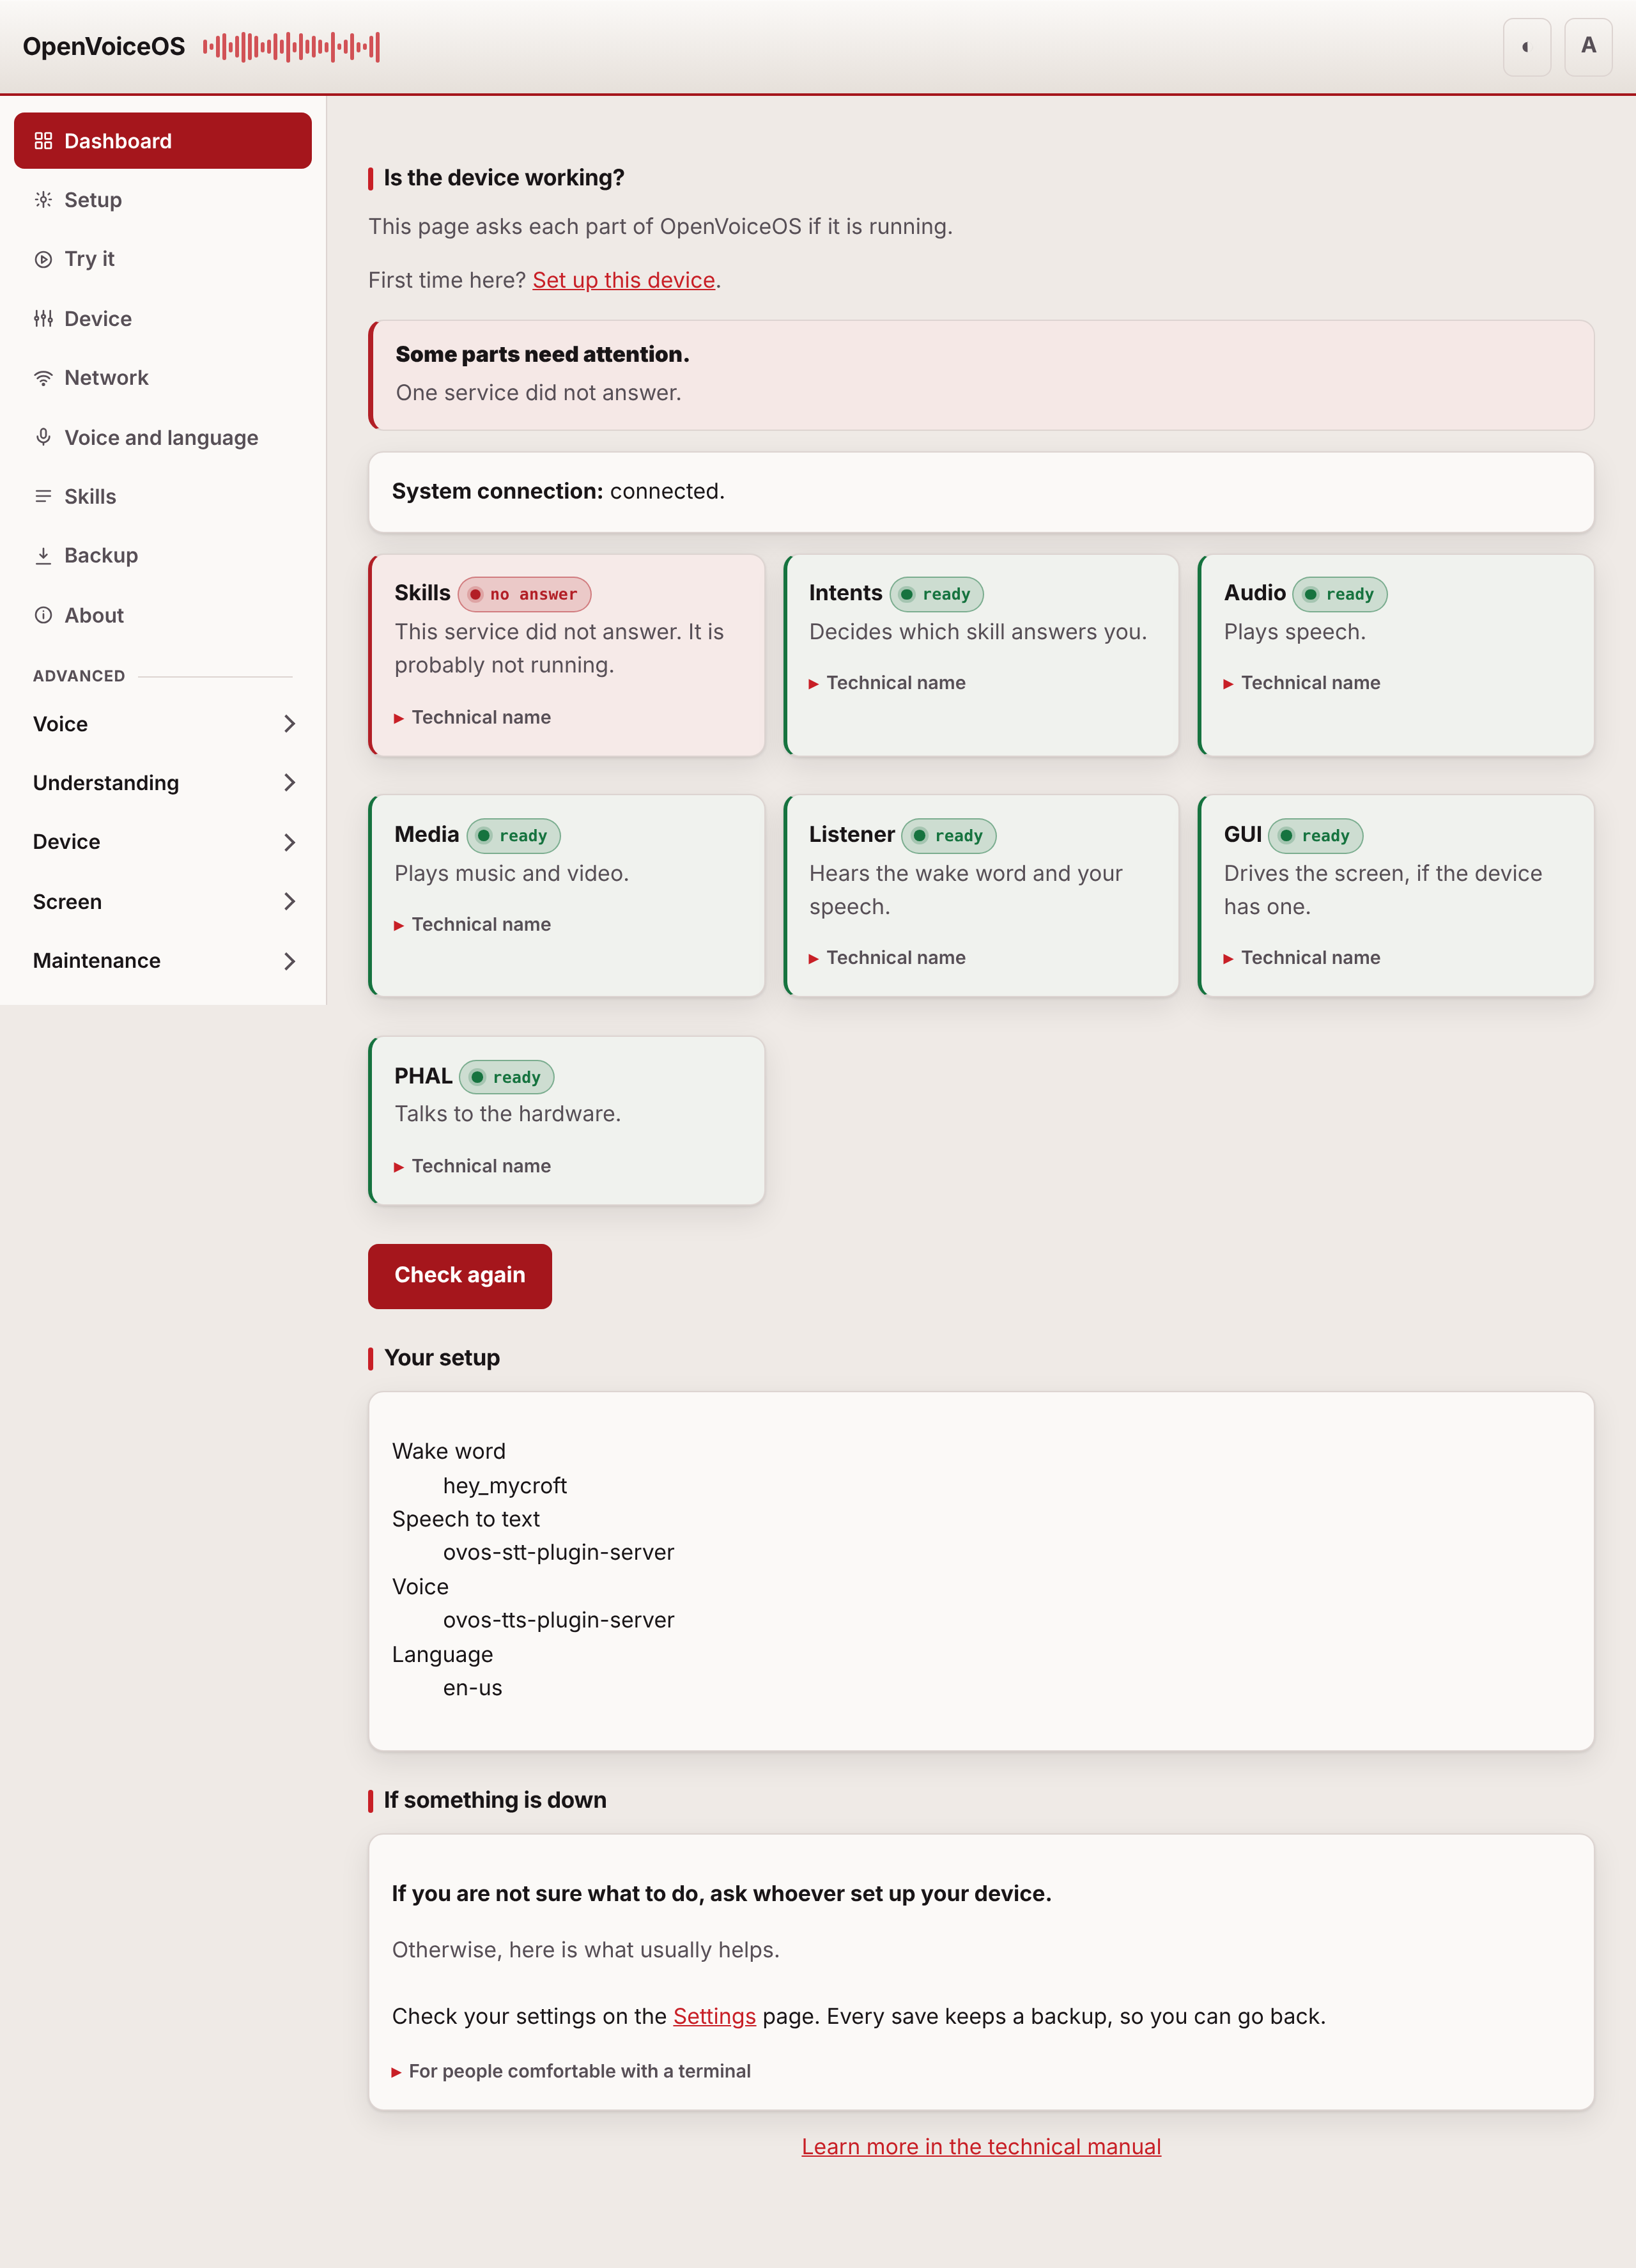 OpenVoiceOS
A
Dashboard
Setup
Try it
Device
Network
Voice and language
Skills
Backup
About
ADVANCED
Voice
Understanding
Device
Screen
Maintenance
Is the device working?
This page asks each part of OpenVoiceOS if it is running.
First time here? Set up this device.
Some parts need attention.
One service did not answer.
System connection: connected.
Skills no answer
This service did not answer. It is
probably not running.
Technical name
Intents ready
Decides which skill answers you.
Technical name
Audio ready
Plays speech.
Technical name
Media ready
Plays music and video.
Technical name
Listener ready
Hears the wake word and your
speech.
Technical name
GUI ready
Drives the screen, if the device
has one.
Technical name
PHAL ready
Talks to the hardware.
Technical name
Check again
Your setup
Wake word
hey_mycroft
Speech to text
ovos-stt-plugin-server
Voice
ovos-tts-plugin-server
Language
en-us
If something is down
If you are not sure what to do, ask whoever set up your device.
Otherwise, here is what usually helps.
Check your settings on the Settings page. Every save keeps a backup, so you can go back.
For people comfortable with a terminal
Learn more in the technical manual